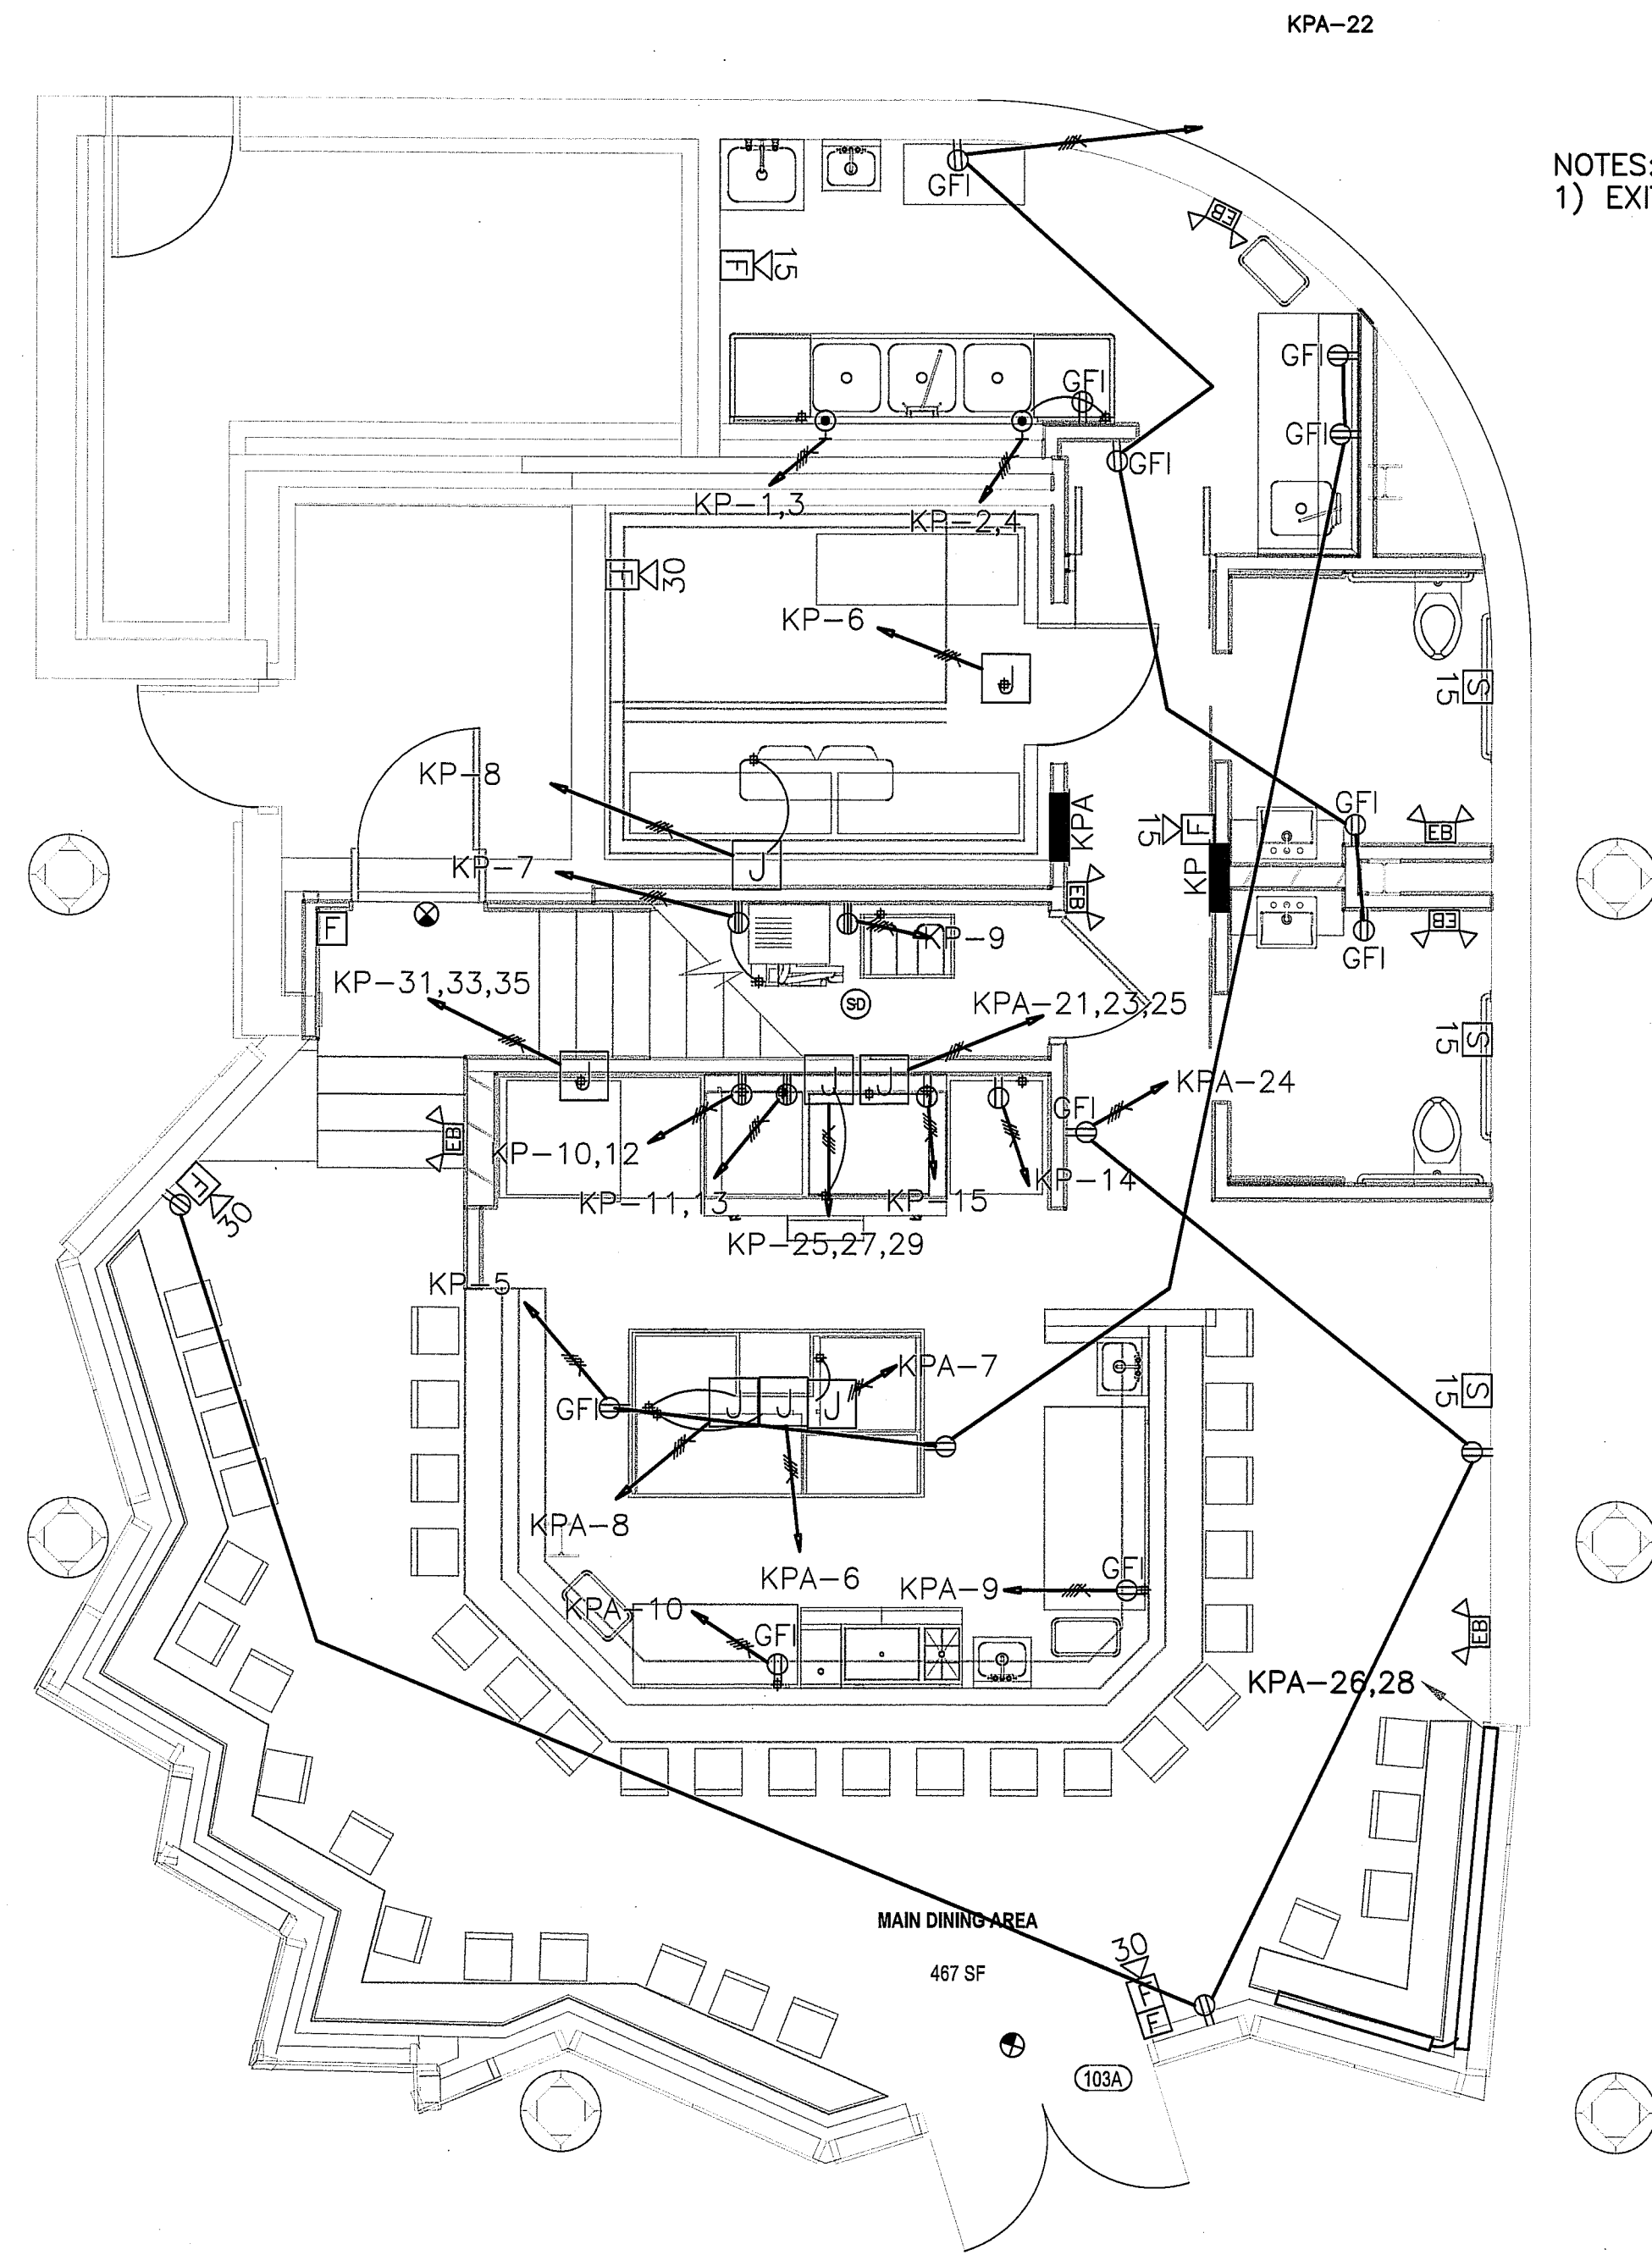 KPA-22
NOTES:
1) EXI
GFI
EB
F 15
GFI
GFI
GFI
GFI
KP-1,3
KP-2,4
F 30
KP-6
J
S 15
KP-8
KPA
F 15
GFI
EB
J
KP-7
KP
EB
F
KP-9
EB
GFI
KP-31,33,35
SD
KPA-21,23,25
S 15
J
J
J
KPA-24
GFI
EB
KP-10,12
KP-14
F 30
KP-11,13
KP-15
KP-25,27,29
KP-5
KPA-7
S 15
GFI
J
J
J
KPA-8
KPA-6
KPA-9
GFI
KPA-10
GFI
EB
KPA-26,28
MAIN DINING AREA
467 SF
30
F
F
103A